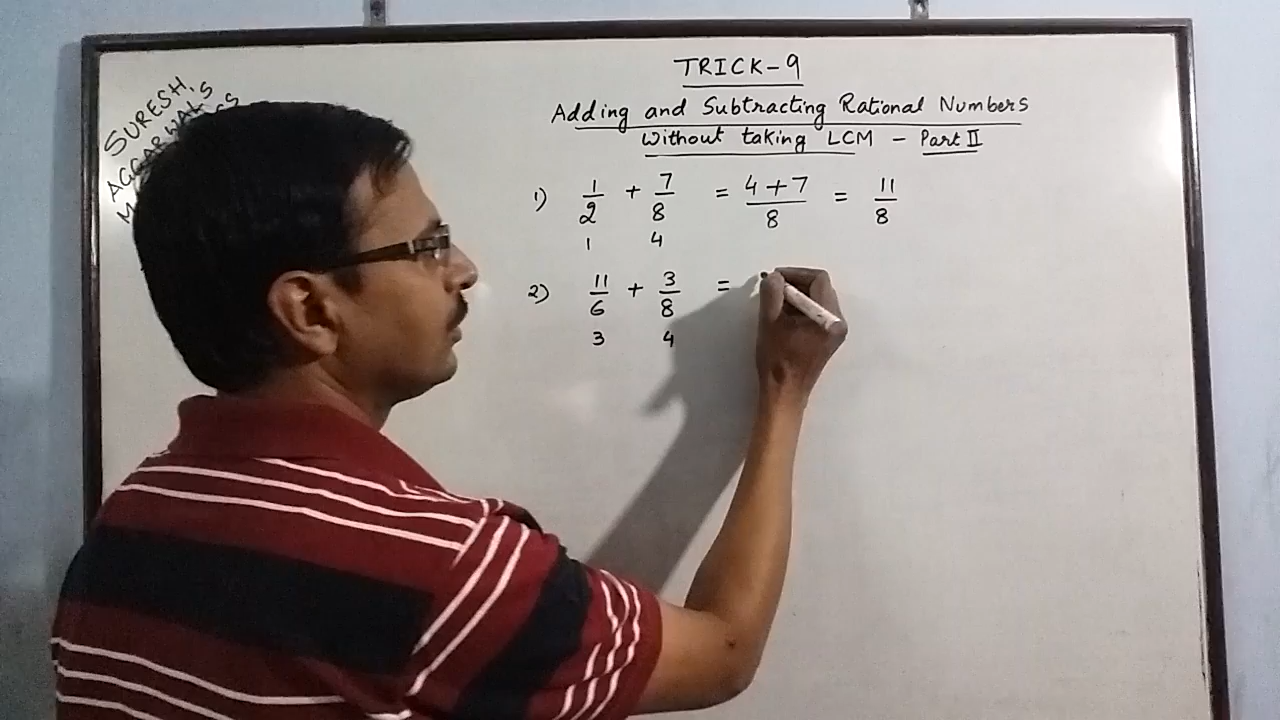 SURESH
AGGARWAL'S
TRICK-9
Adding and Subtracting Rational Numbers
Without taking LCM - Part II
1) 1/2 + 7/8 = 4+7/8 = 11/8
1 4
2) 11/6 + 3/8 =
3 4